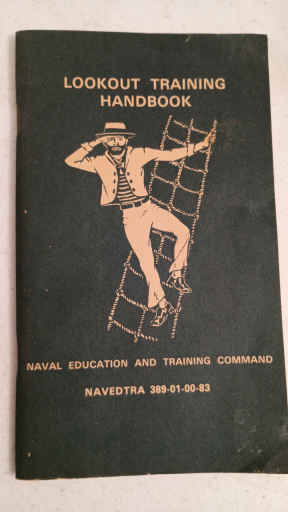 LOOKOUT TRAINING
HANDBOOK
NAVAL EDUCATION AND TRAINING COMMAND
NAVEDTRA 389-01-00-83